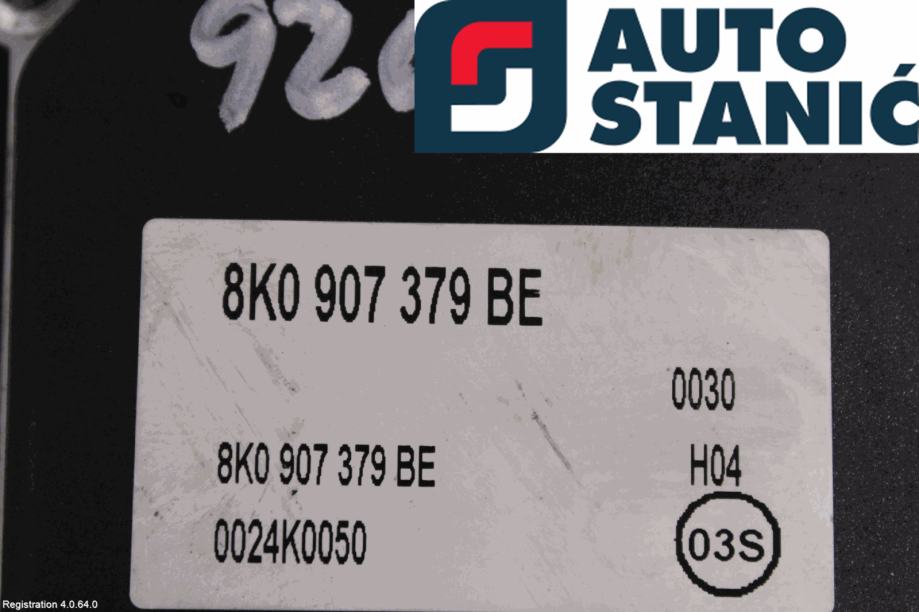 AUTO
STANIĆ
8K0 907 379 BE
0030
8K0 907 379 BE
H04
0024K0050
03S
Registration 4.0.64.0